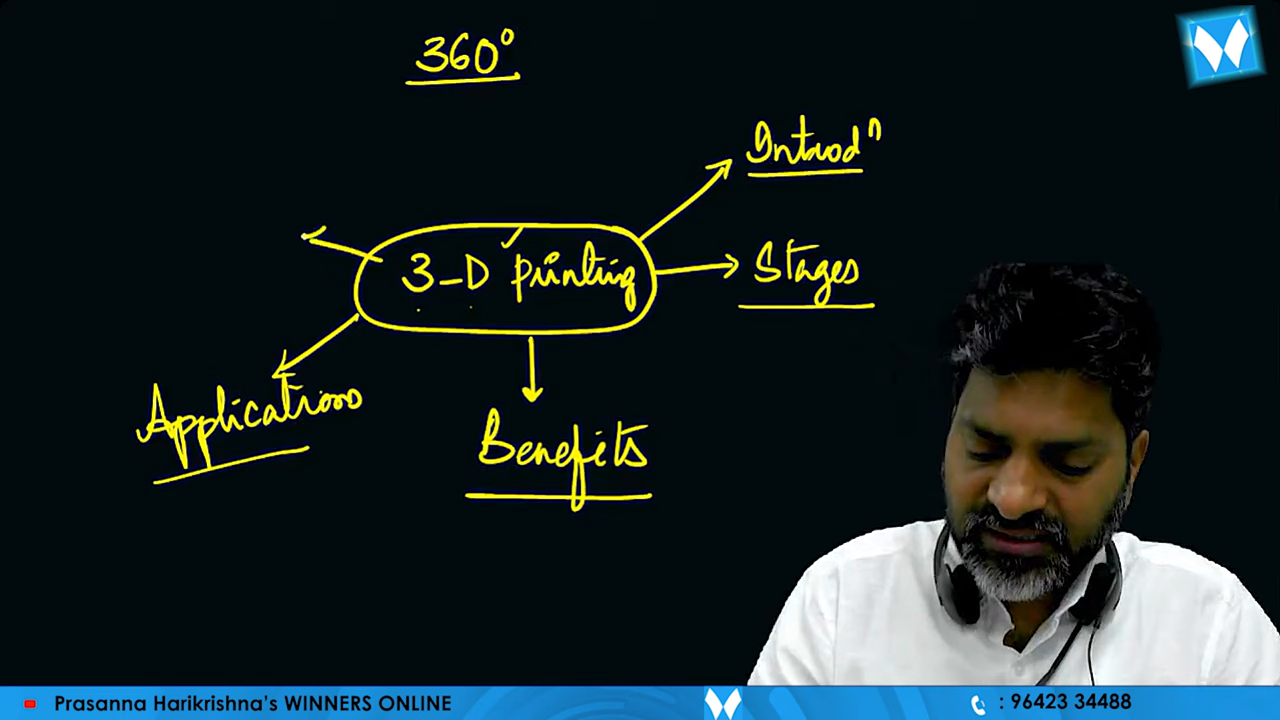 360°
Introdⁿ
3-D printing
Stages
Applications
Benefits
Prasanna Harikrishna's WINNERS ONLINE
: 96423 34488